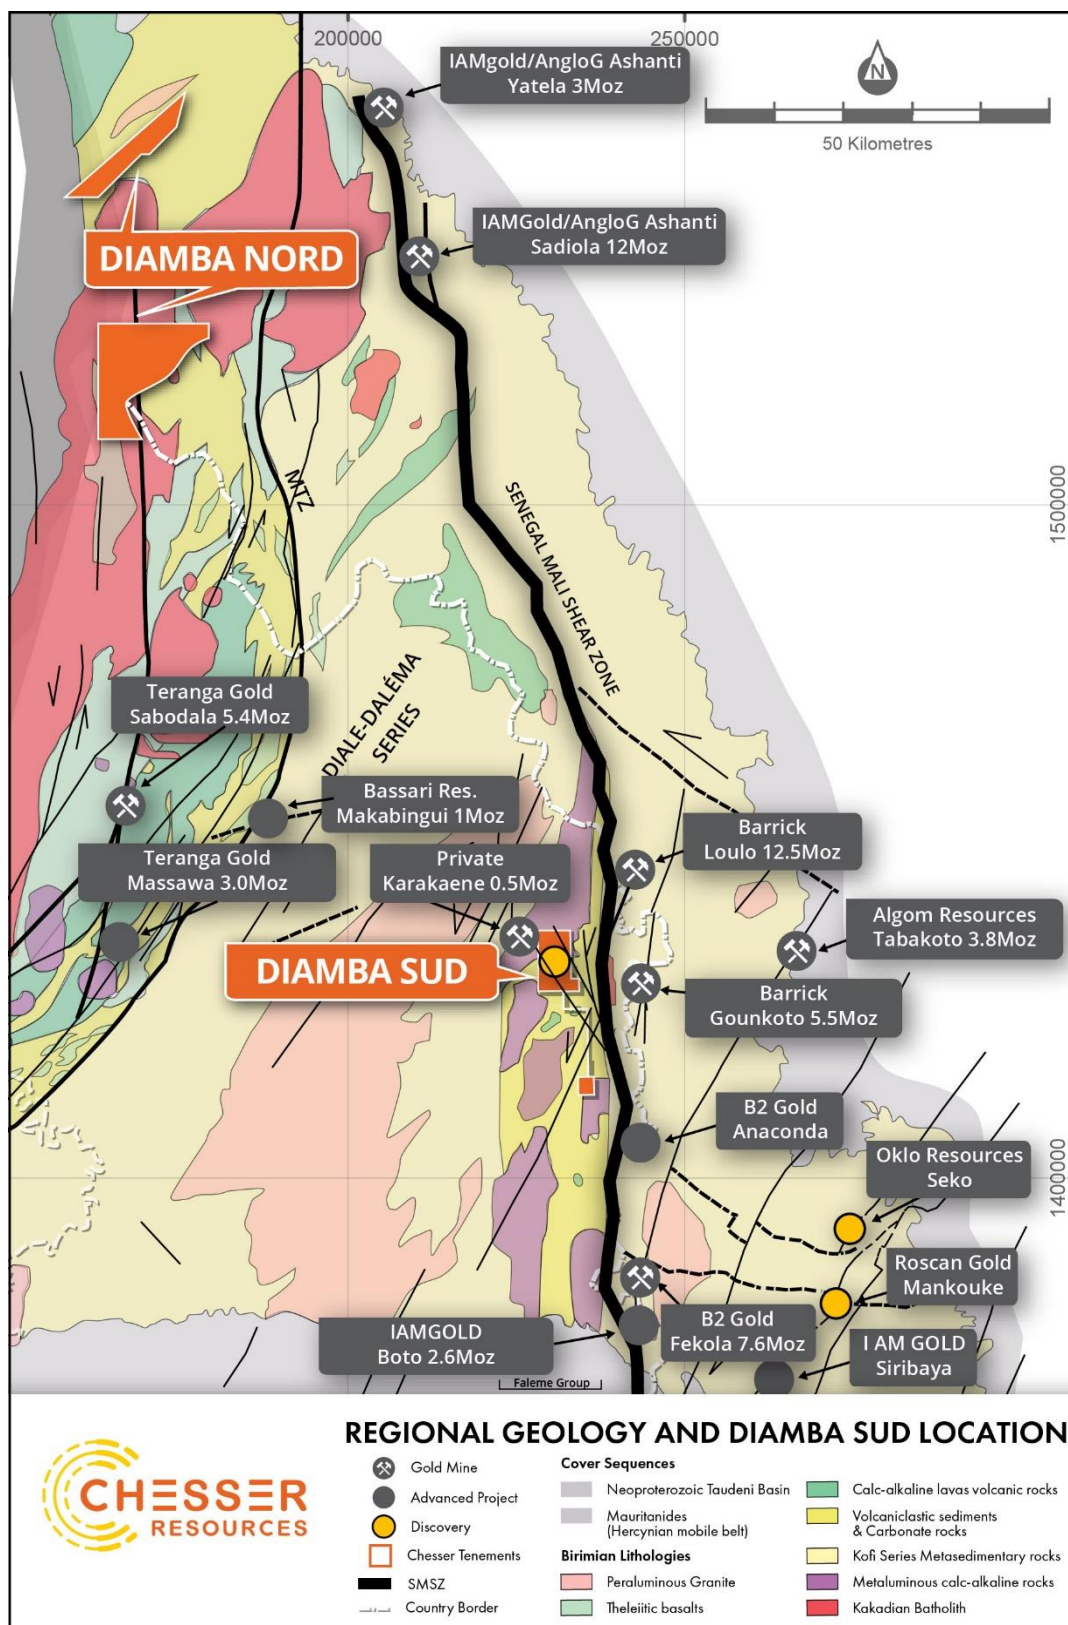 200000
250000
IAMgold/AngloG Ashanti
Yatela 3Moz
N
50 Kilometres
IAMGold/AngloG Ashanti
Sadiola 12Moz
DIAMBA NORD
MTZ
SENEGAL MALI SHEAR ZONE
1500000
DIALE-DALÉMA
SERIES
Teranga Gold
Sabodala 5.4Moz
Bassari Res.
Makabingui 1Moz
Teranga Gold
Massawa 3.0Moz
Private
Karakaene 0.5Moz
Barrick
Loulo 12.5Moz
Algom Resources
Tabakoto 3.8Moz
DIAMBA SUD
Barrick
Gounkoto 5.5Moz
B2 Gold
Anaconda
Oklo Resources
Seko
1400000
Roscan Gold
Mankouke
IAMGOLD
Boto 2.6Moz
B2 Gold
Fekola 7.6Moz
I AM GOLD
Siribaya
Faleme Group
CHESSER
RESOURCES
REGIONAL GEOLOGY AND DIAMBA SUD LOCATION
Gold Mine
Advanced Project
Discovery
Chesser Tenements
SMSZ
Country Border
Cover Sequences
Neoproterozoic Taudeni Basin
Mauritanides
(Hercynian mobile belt)
Birimian Lithologies
Peraluminous Granite
Theleiitic basalts
Calc-alkaline lavas volcanic rocks
Volcaniclastic sediments
& Carbonate rocks
Kofi Series Metasedimentary rocks
Metaluminous calc-alkaline rocks
Kakadian Batholith